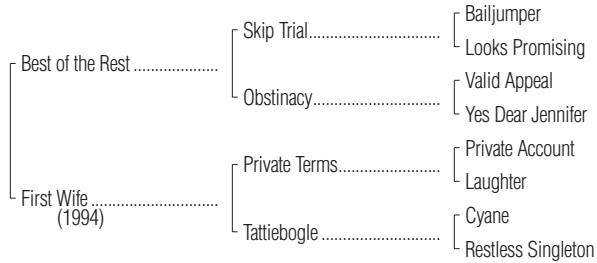 Bailjumper
Skip Trial..............................
Looks Promising
Best of the Rest ...................
Valid Appeal
Obstinacy.............................
Yes Dear Jennifer
Private Account
Private Terms.......................
Laughter
First Wife .............................
(1994)
Cyane
Tattiebogle ...........................
Restless Singleton